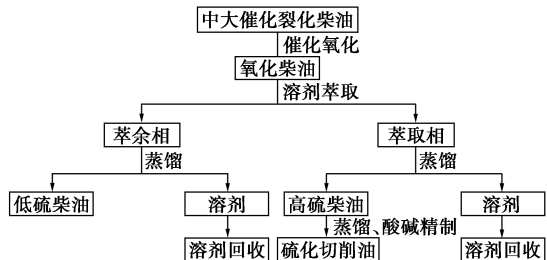 中大催化裂化柴油
催化氧化
氧化柴油
溶剂萃取
萃余相
萃取相
蒸馏
蒸馏
低硫柴油
溶剂
高硫柴油
溶剂
蒸馏、酸碱精制
溶剂回收
硫化切削油
溶剂回收